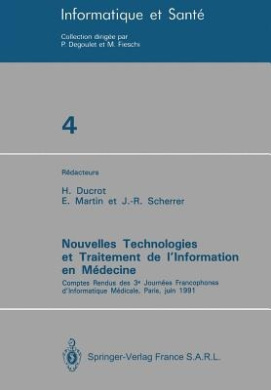 Informatique et Santé
Collection dirigée par
P. Degoulet et M. Fieschi
4
Rédacteurs
H. Ducrot
E. Martin et J.-R. Scherrer
Nouvelles Technologies
et Traitement de l'Information
en Médecine
Comptes Rendus des 3e Journées Francophones
d'Informatique Médicale, Paris, juin 1991
Springer-Verlag France S.A.R.L.